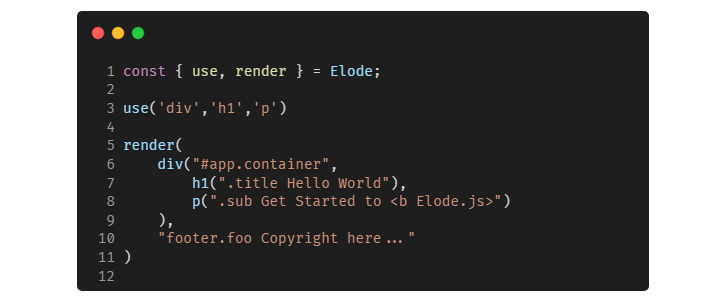 1 const { use, render } = Elode;
2
3 use('div','h1','p')
4
5 render(
6     div("#app.container",
7         h1(".title Hello World"),
8         p(".sub Get Started to <b Elode.js>")
9     ),
10     "footer.foo Copyright here..."
11 )
12